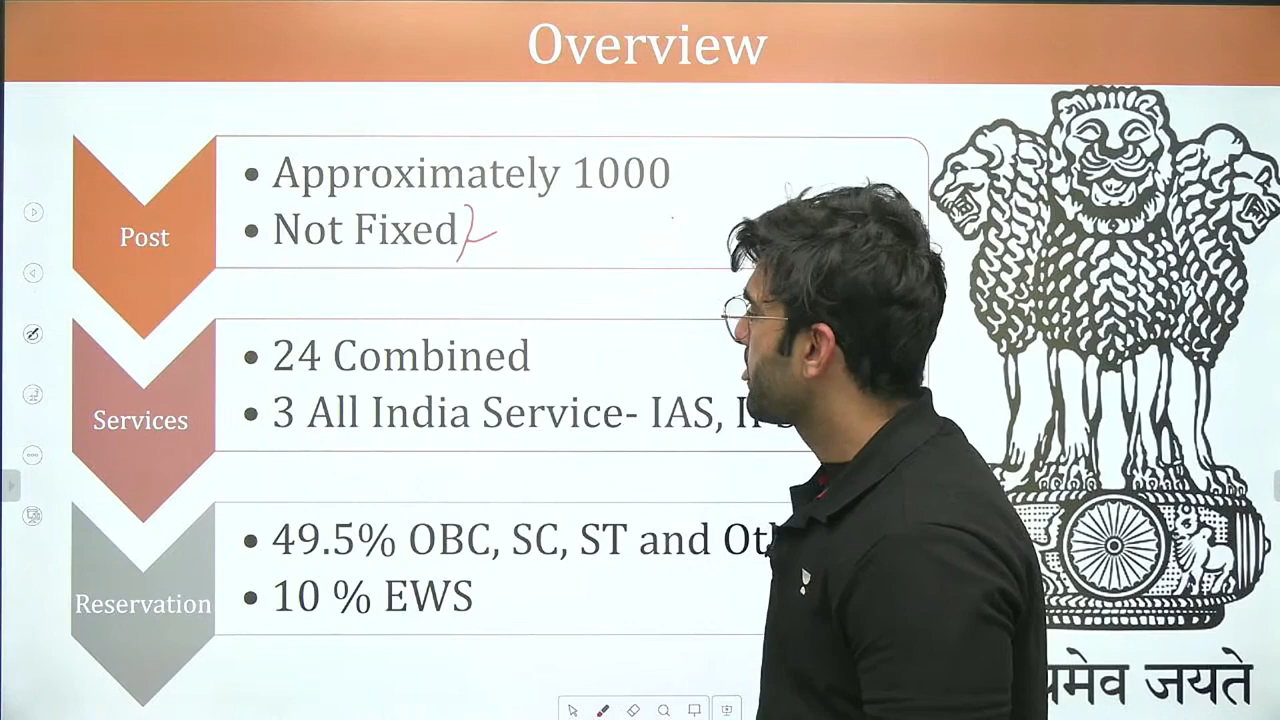 Overview
Post
• Approximately 1000
• Not Fixed
Services
• 24 Combined
• 3 All India Service- IAS,
Reservation
• 49.5% OBC, SC, ST and
• 10 % EWS
जयते